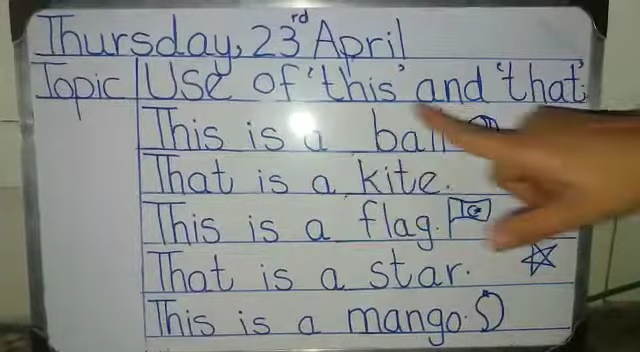 Thursday, 23rd April
Topic Use of 'this' and 'that'.
This is a ball
That is a kite.
This is a flag.
That is a star.
This is a mango.